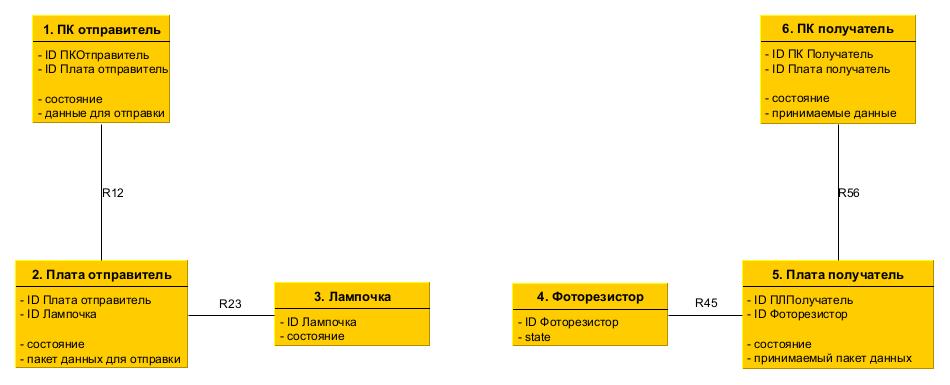 1. ПК отправитель
- ID ПКОтправитель
- ID Плата отправитель
- состояние
- данные для отправки
6. ПК получатель
- ID ПК Получатель
- ID Плата получатель
- состояние
- принимаемые данные
R12
R56
2. Плата отправитель
- ID Плата отправитель
- ID Лампочка
- состояние
- пакет данных для отправки
R23
3. Лампочка
- ID Лампочка
- состояние
4. Фоторезистор
- ID Фоторезистор
- state
R45
5. Плата получатель
- ID ПЛПолучатель
- ID Фоторезистор
- состояние
- принимаемый пакет данных